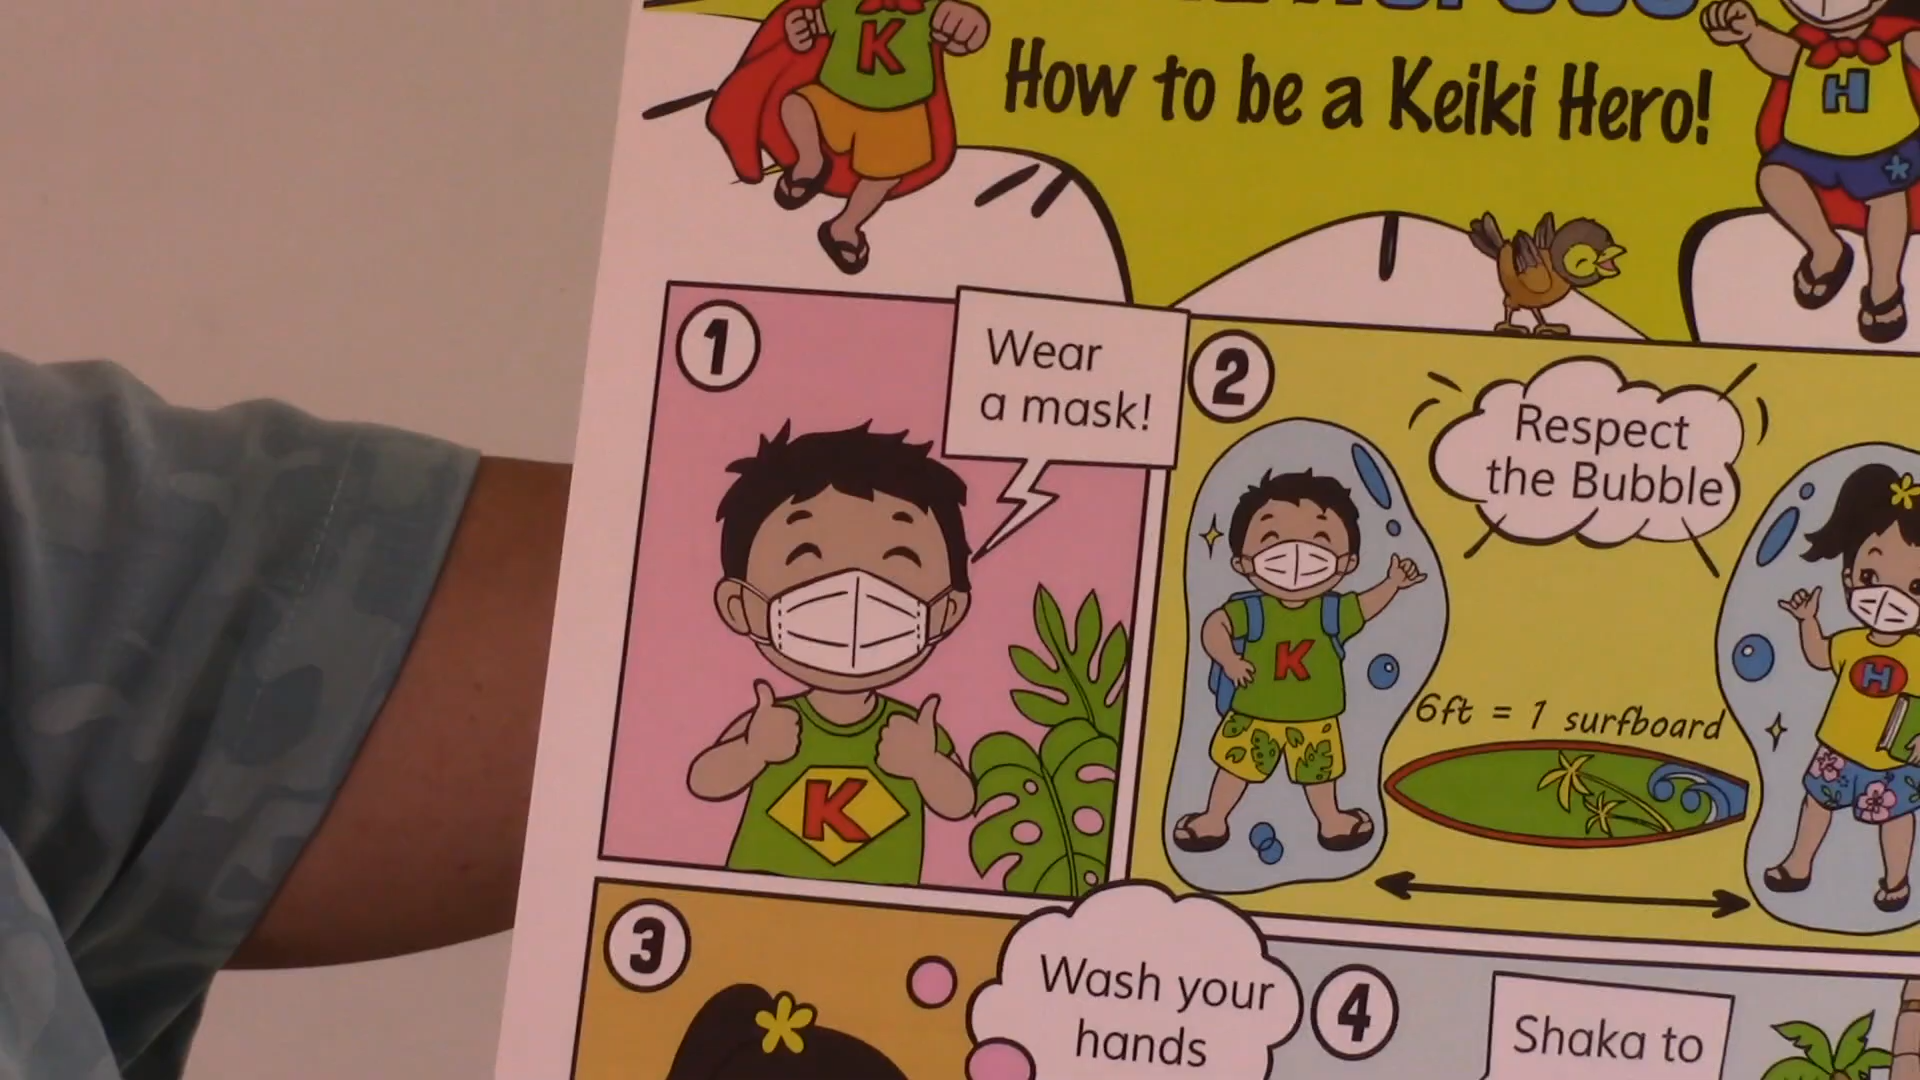 K
H
How to be a Keiki Hero!
1
Wear
a mask!
2
Respect
the Bubble
K
H
6ft = 1 surfboard
K
3
Wash your
hands
4
Shaka to